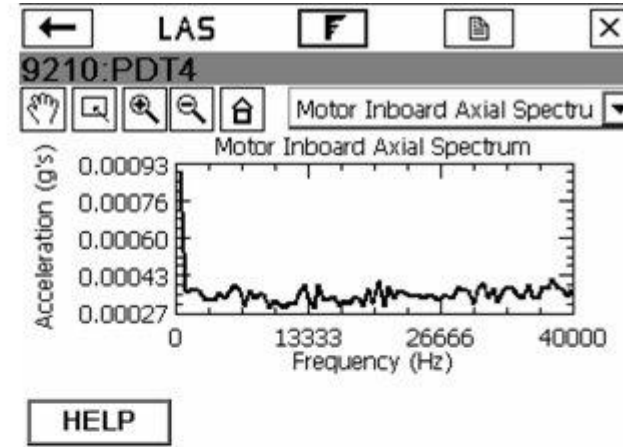 LAS
9210:PDT4
Motor Inboard Axial Spectru
Motor Inboard Axial Spectrum
Acceleration (g's)
0.00093
0.00076
0.00060
0.00043
0.00027
0 13333 26666 40000
Frequency (Hz)
HELP